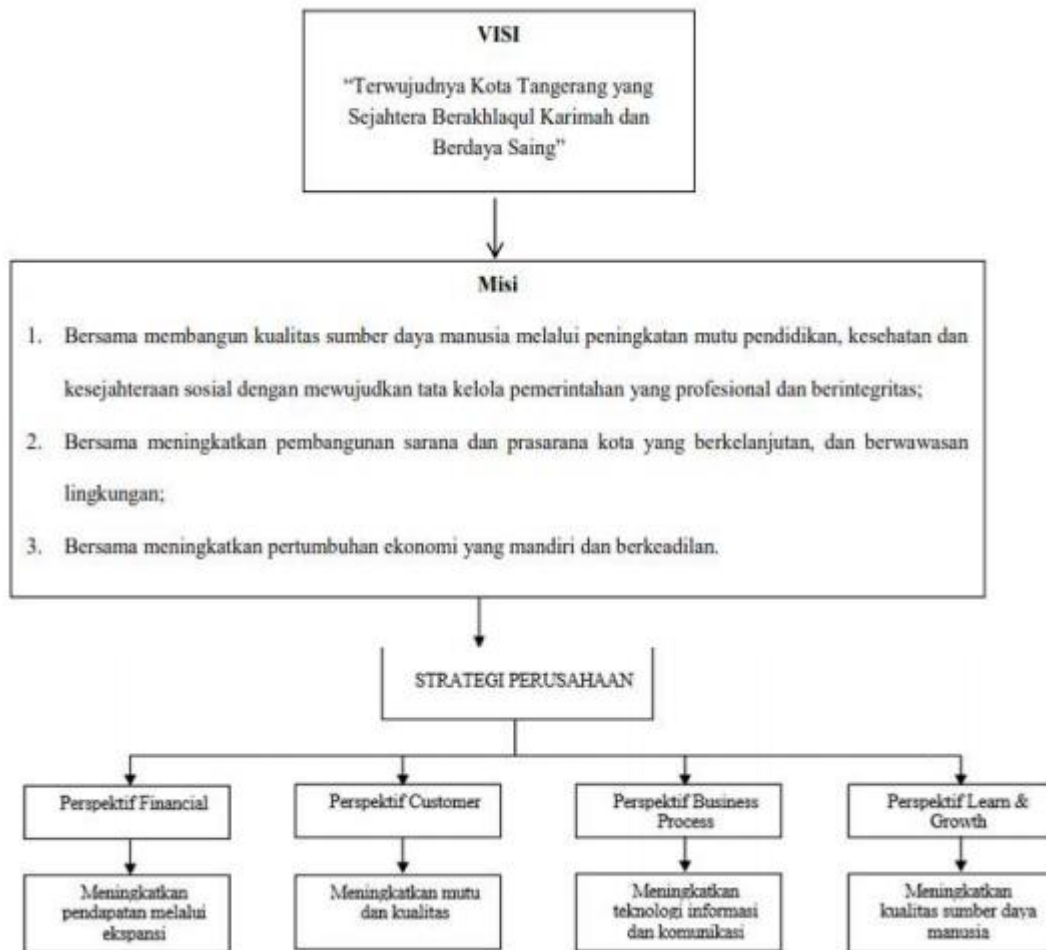 VISI
“Terwujudnya Kota Tangerang yang
Sejahtera Berakhlaqul Karimah dan
Berdaya Saing”
Misi
1. Bersama membangun kualitas sumber daya manusia melalui peningkatan mutu pendidikan, kesehatan dan
kesejahteraan sosial dengan mewujudkan tata kelola pemerintahan yang profesional dan berintegritas;
2. Bersama meningkatkan pembangunan sarana dan prasarana kota yang berkelanjutan, dan berwawasan
lingkungan;
3. Bersama meningkatkan pertumbuhan ekonomi yang mandiri dan berkeadilan.
STRATEGI PERUSAHAAN
Perspektif Financial
Perspektif Customer
Perspektif Business
Process
Perspektif Learn &
Growth
Meningkatkan
pendapatan melalui
ekspansi
Meningkatkan mutu
dan kualitas
Meningkatkan
teknologi informasi
dan komunikasi
Meningkatkan
kualitas sumber daya
manusia